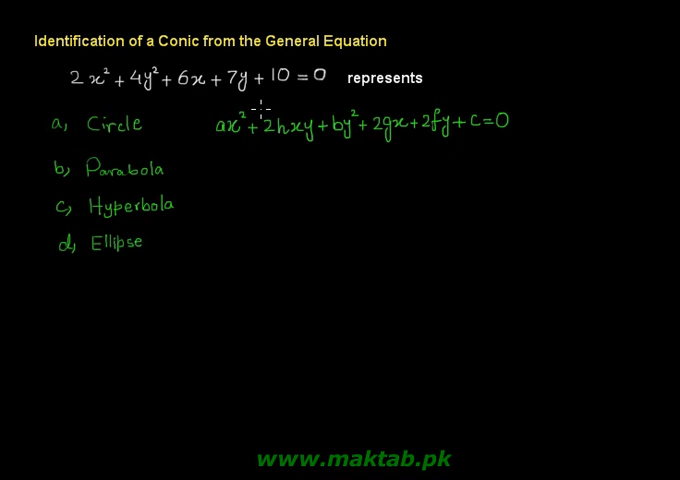 Identification of a Conic from the General Equation
2x² + 4y² + 6x + 7y + 10 = 0 represents
a, Circle ax² + 2hxy + by² + 2gx + 2fy + c = 0
b, Parabola
c, Hyperbola
d, Ellipse
www.maktab.pk